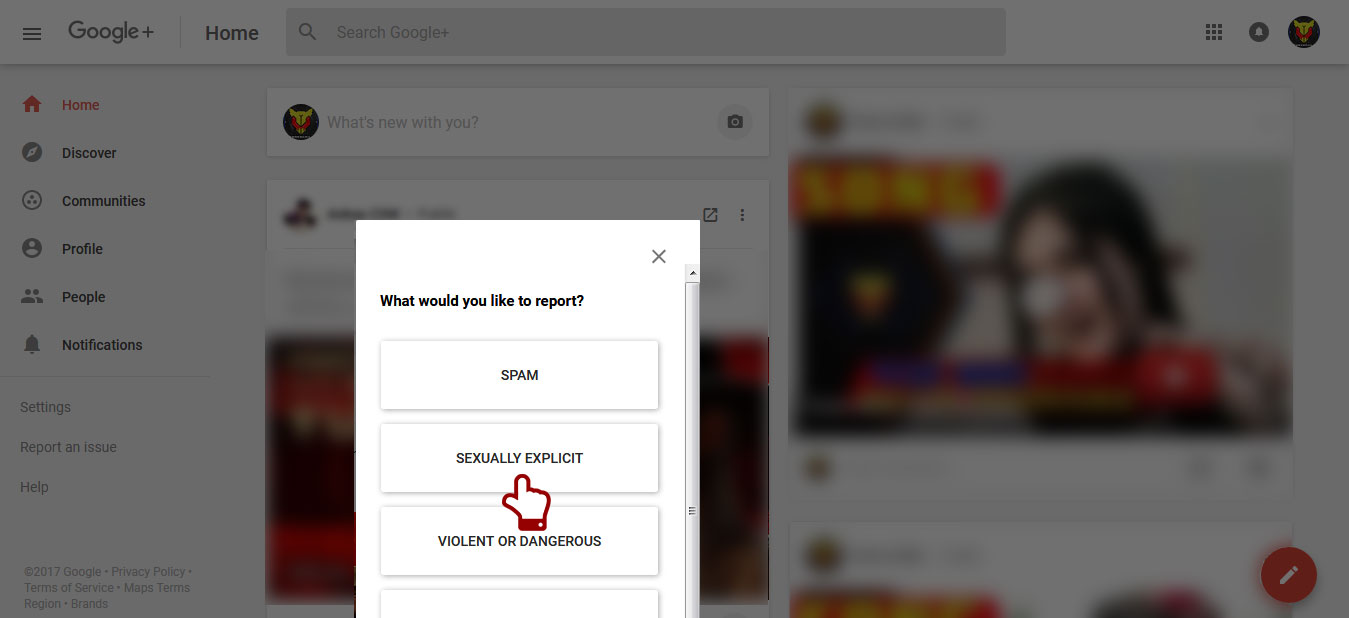 Google+
Home
Search Google+
Home
Discover
Communities
Profile
People
Notifications
Settings
Report an issue
Help
©2017 Google • Privacy Policy •
Terms of Service • Maps Terms
Region • Brands
What's new with you?
What would you like to report?
SPAM
SEXUALLY EXPLICIT
VIOLENT OR DANGEROUS
SONG